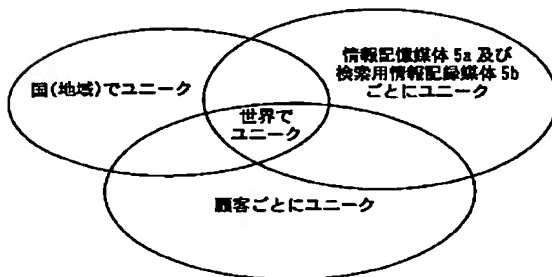 情報記憶媒体 5a 及び
検索用情報記録媒体 5b
ごとにユニーク
国(地域)でユニーク
世界で
ユニーク
顧客ごとにユニーク